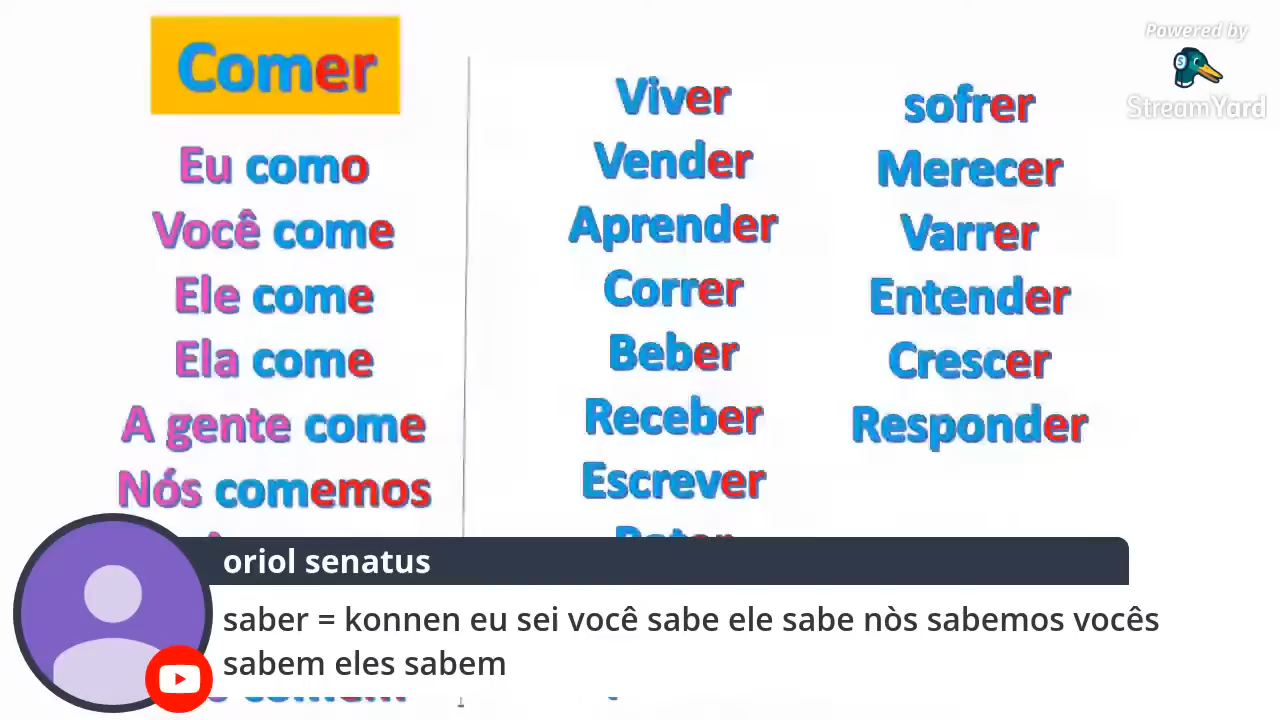 Comer
Eu como
Você come
Ele come
Ela come
A gente come
Nós comemos
Viver
Vender
Aprender
Correr
Beber
Receber
Escrever
sofrer
Merecer
Varrer
Entender
Crescer
Responder
Powered by
StreamYard
oriol senatus
saber = konnen eu sei você sabe ele sabe nòs sabemos vocês
sabem eles sabem